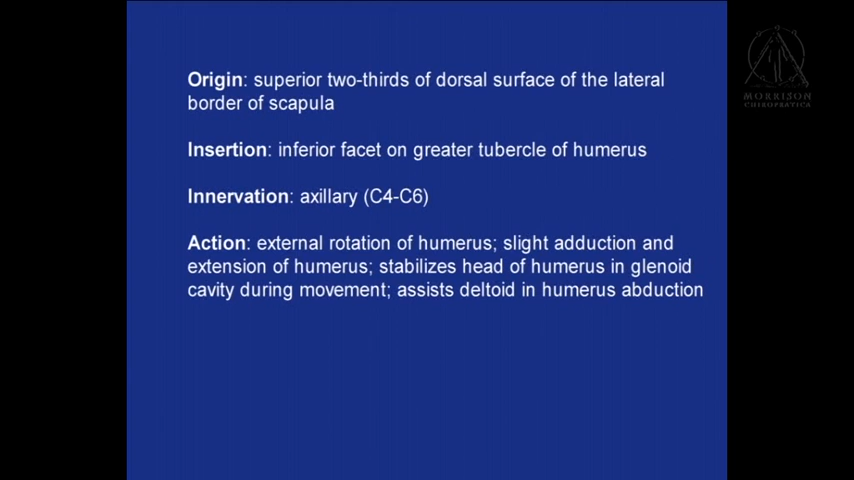 Origin: superior two-thirds of dorsal surface of the lateral
border of scapula
Insertion: inferior facet on greater tubercle of humerus
Innervation: axillary (C4-C6)
Action: external rotation of humerus; slight adduction and
extension of humerus; stabilizes head of humerus in glenoid
cavity during movement; assists deltoid in humerus abduction
MORRISON
CHIROPRATICA